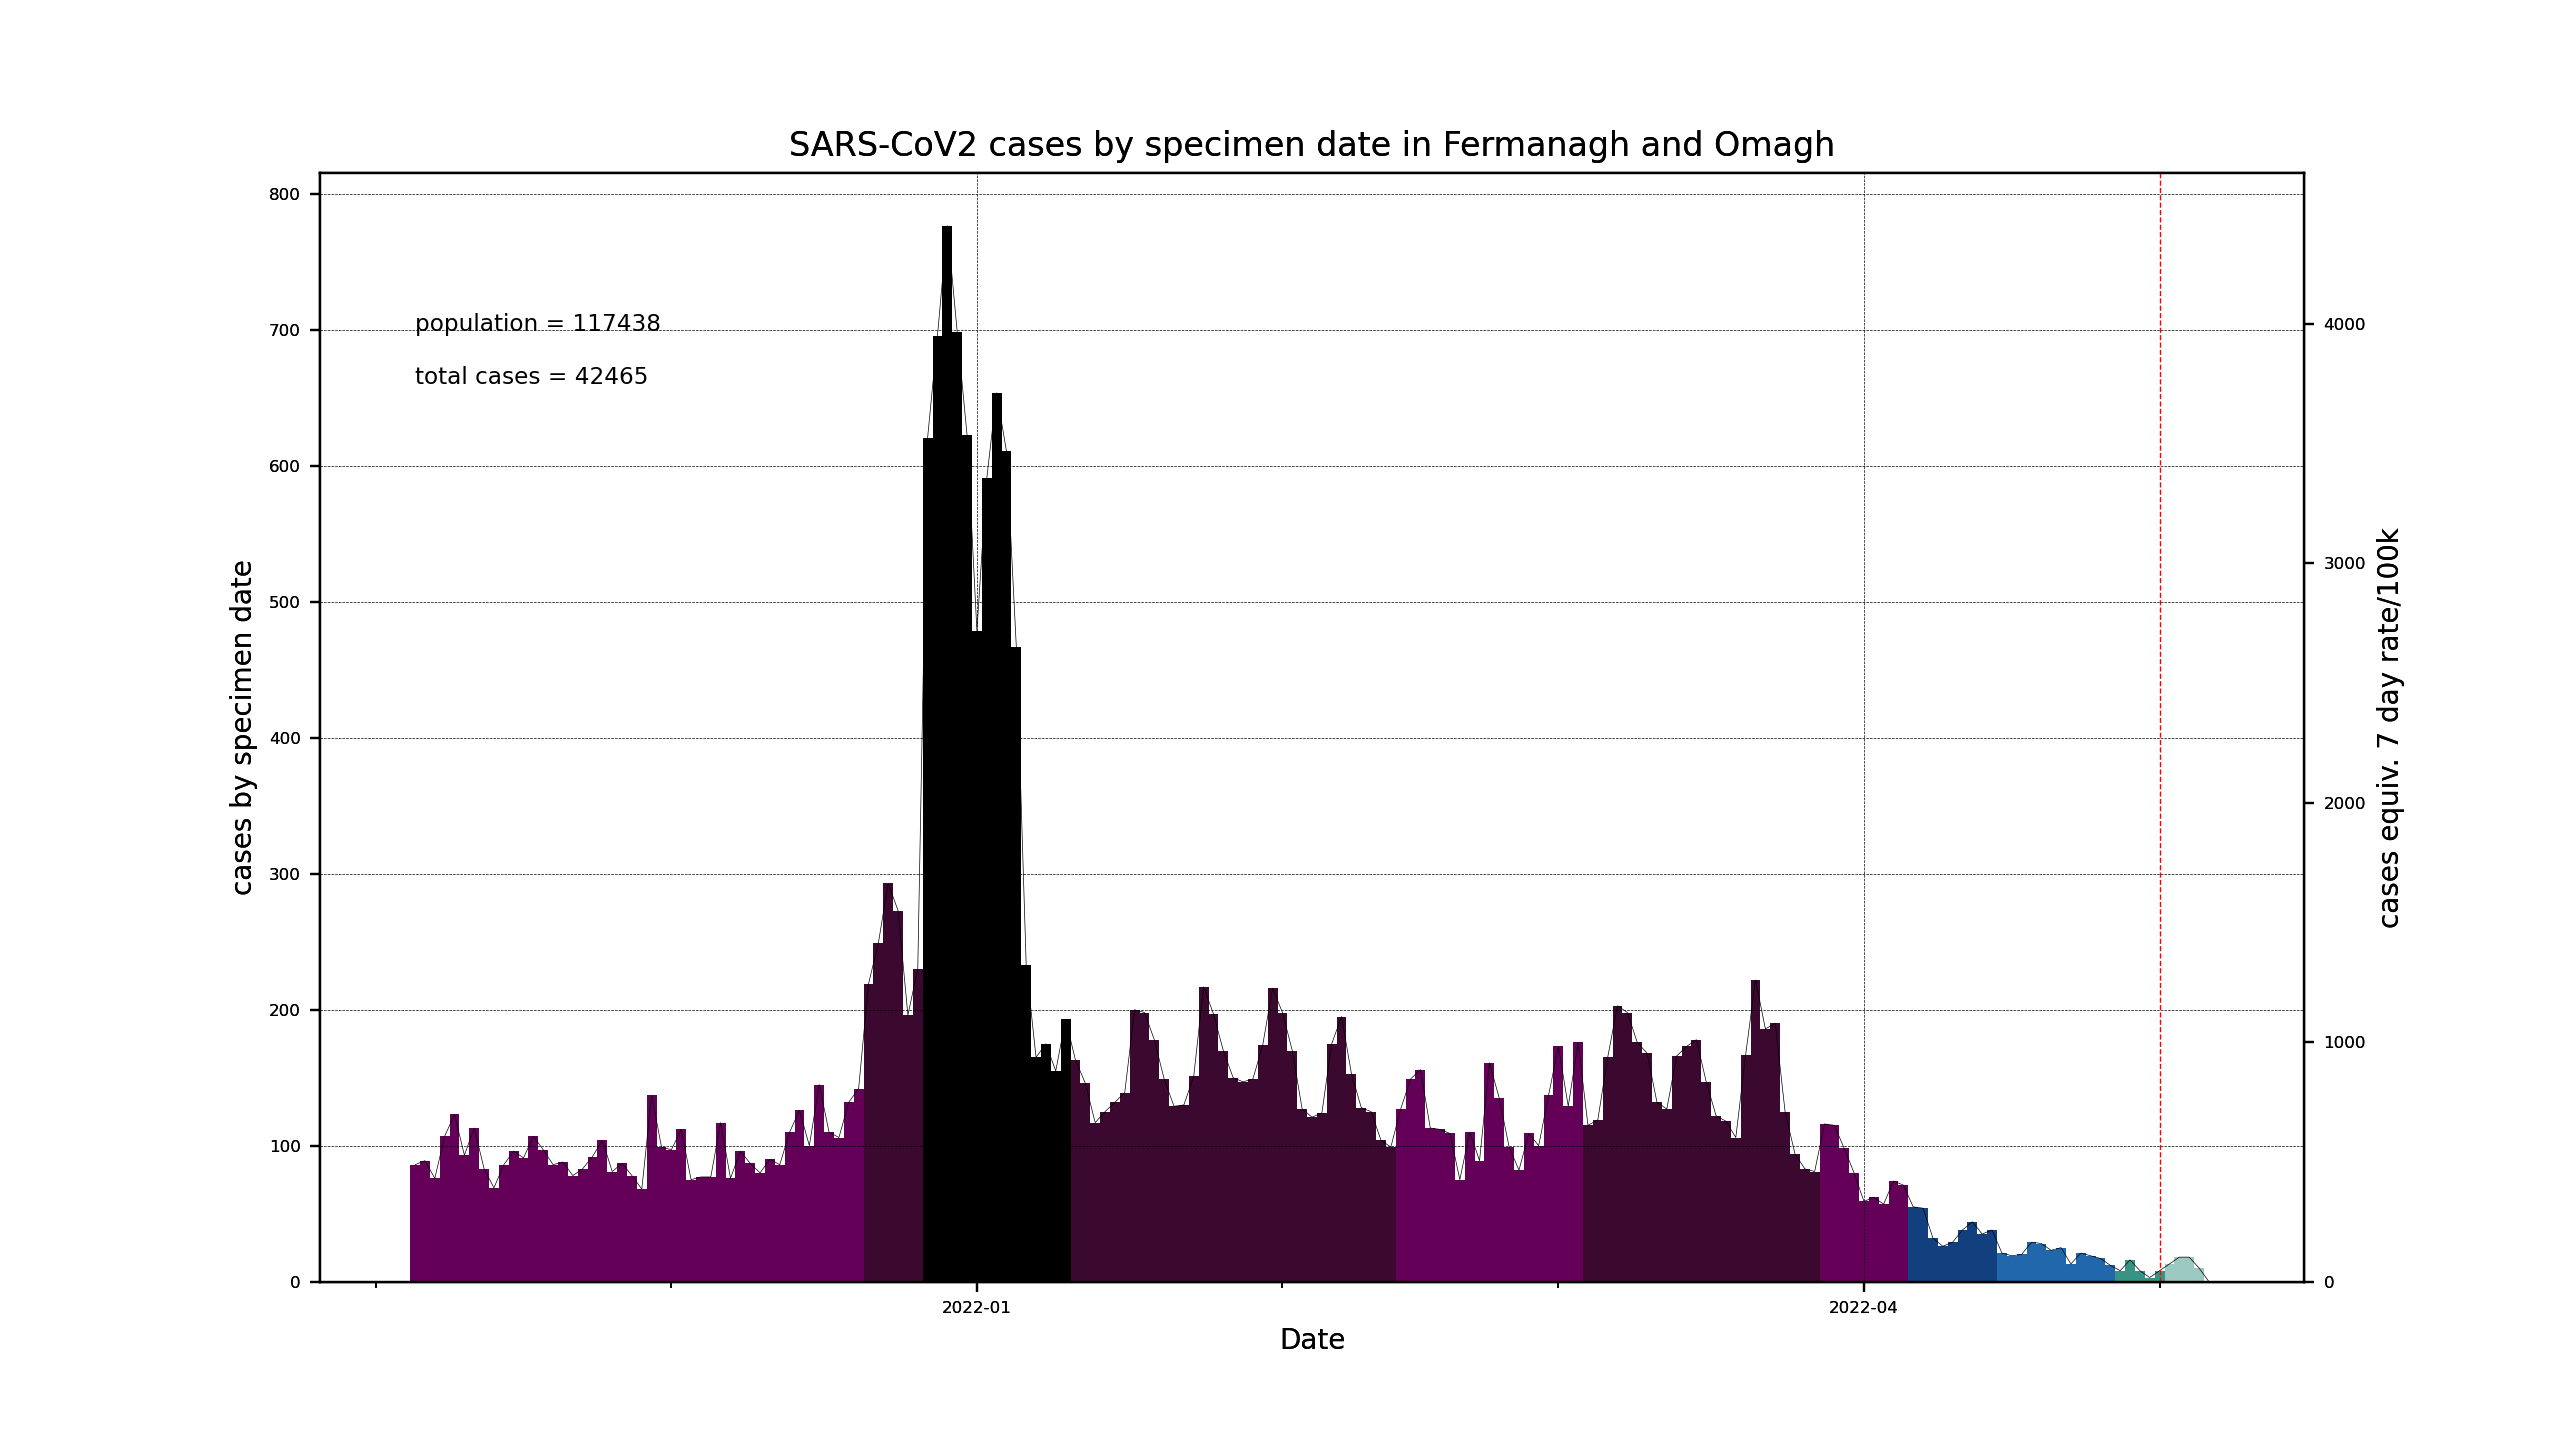 SARS-CoV2 cases by specimen date in Fermanagh and Omagh
population = 117438
total cases = 42465
cases by specimen date
800
700
600
500
400
300
200
100
0
4000
3000
2000
1000
0
cases equiv. 7 day rate/100k
2022-01
2022-04
Date